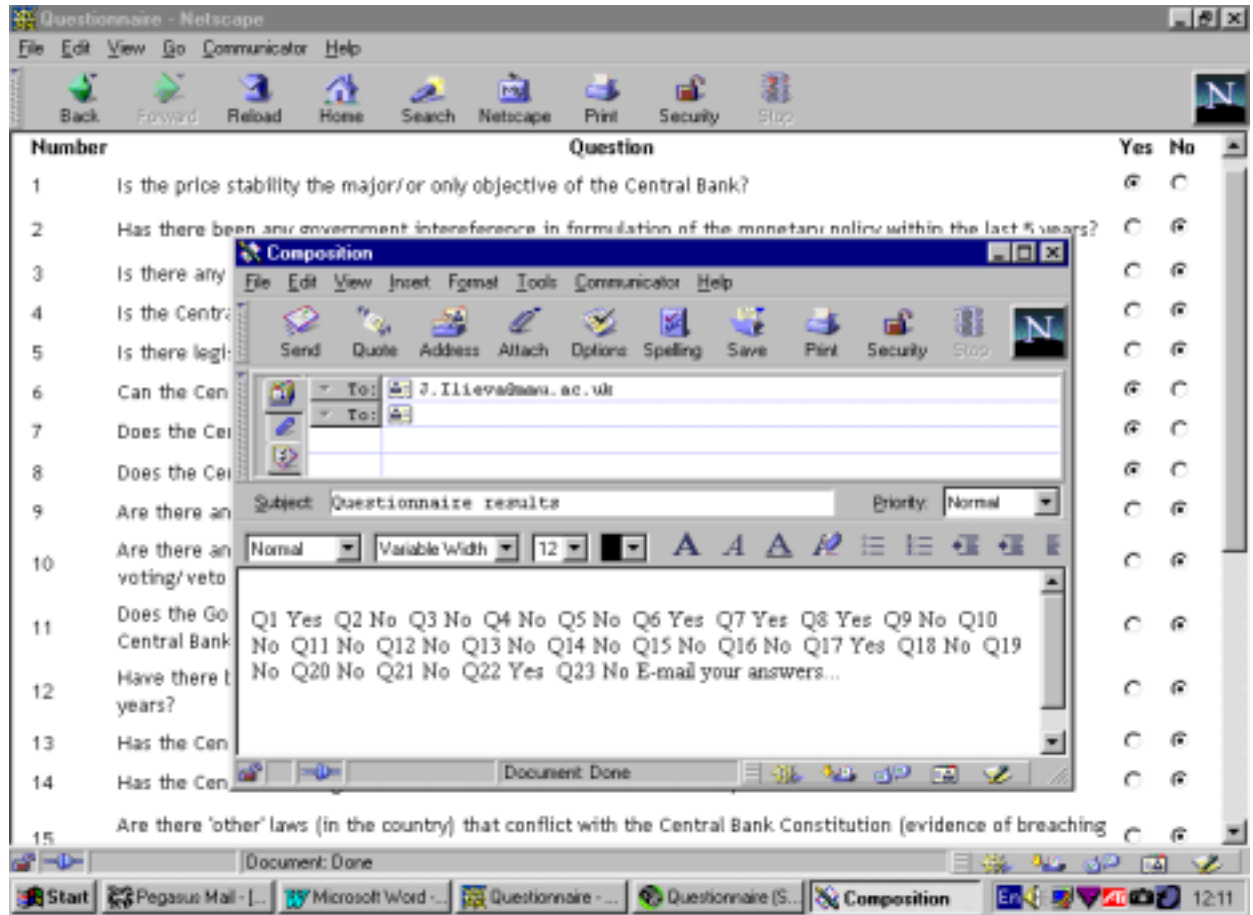 Questionnaire - Netscape
File Edit View Go Communicator Help
Back Forward Reload Home Search Netscape Print Security Stop
Number Question Yes No
1 Is the price stability the major/or only objective of the Central Bank?
2 Has there been any government intereference in formulation of the monetary policy within the last 5 years?
3 Is there any
4 Is the Centra
5 Is there legi
6 Can the Cen
7 Does the Cen
8 Does the Cen
9 Are there an
10 Are there an
voting/veto
11 Does the Go
Central Bank
12 Have there b
years?
13 Has the Cen
14 Has the Cen
15 Are there 'other' laws (in the country) that conflict with the Central Bank Constitution (evidence of breaching
Composition
File Edit View Insert Format Tools Communicator Help
Send Quote Address Attach Options Spelling Save Print Security Stop
To: J.Ilieva@mmu.ac.uk
To:
Subject: Questionnaire results Priority: Normal
Normal Variable Width 12
Q1 Yes Q2 No Q3 No Q4 No Q5 No Q6 Yes Q7 Yes Q8 Yes Q9 No Q10
No Q11 No Q12 No Q13 No Q14 No Q15 No Q16 No Q17 Yes Q18 No Q19
No Q20 No Q21 No Q22 Yes Q23 No E-mail your answers...
Document: Done
Document: Done
Start Pegasus Mail - [... Microsoft Word -... Questionnaire - ... Questionnaire (S... Composition En 12:11